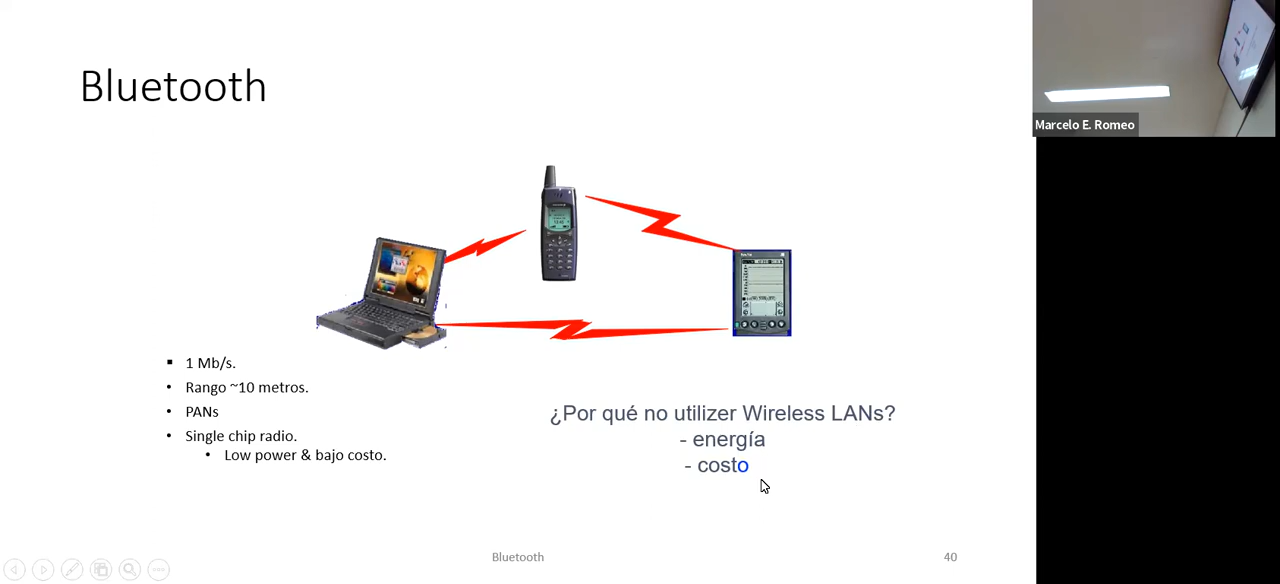 Bluetooth
Marcelo E. Romeo
1 Mb/s.
Rango ~10 metros.
PANs
Single chip radio.
Low power & bajo costo.
¿Por qué no utilizer Wireless LANs?
- energía
- costo
Bluetooth
40